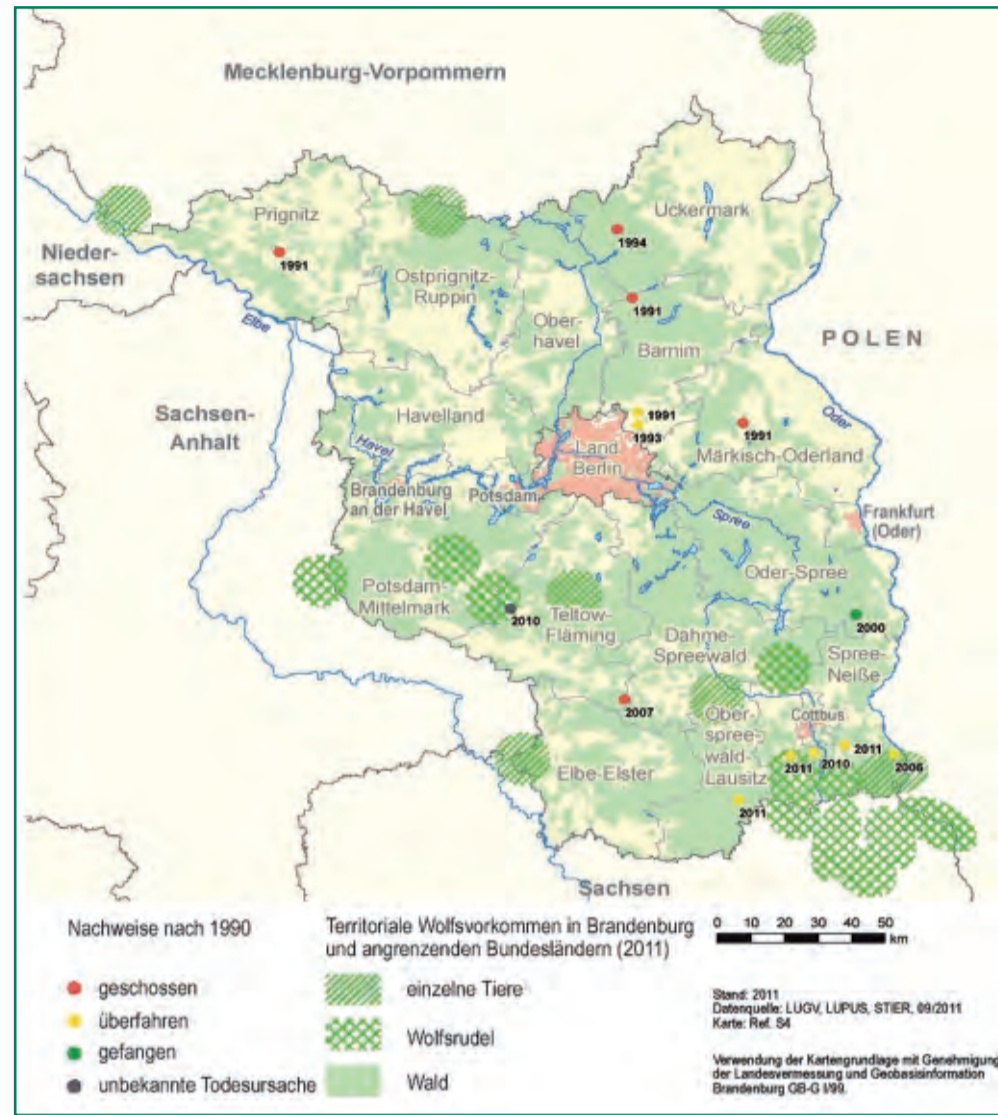 Mecklenburg-Vorpommern
Prignitz
Uckermark
Nieder-
sachsen
1991
1994
Ostprignitz-
Ruppin
Ober-
havel
1991
Barnim
POLEN
Elbe
Sachsen-
Anhalt
Havelland
Havel
1991
1993
1991
Oder
Land
Berlin
Märkisch-Oderland
Brandenburg
an der Havel
Potsdam
Spree
Frankfurt
(Oder)
Oder-Spree
Potsdam-
Mittelmark
2010
Teltow-
Fläming
Dahme-
Spreewald
2000
Spree-
Neiße
2007
Ober-
spree-
wald-
Lausitz
Cottbus
2011
2010
2011
2006
Elbe-Elster
2011
Sachsen
Nachweise nach 1990
geschossen
überfahren
gefangen
unbekannte Todesursache
Territoriale Wolfsvorkommen in Brandenburg
und angrenzenden Bundesländern (2011)
einzelne Tiere
Wolfsrudel
Wald
0 10 20 30 40 50
km
Stand: 2011
Datenquelle: LUGV, LUPUS, STIER, 09/2011
Karte: Ref. S4
Verwendung der Kartengrundlage mit Genehmigung
der Landesvermessung und Geobasisinformation
Brandenburg GB-G I/99.